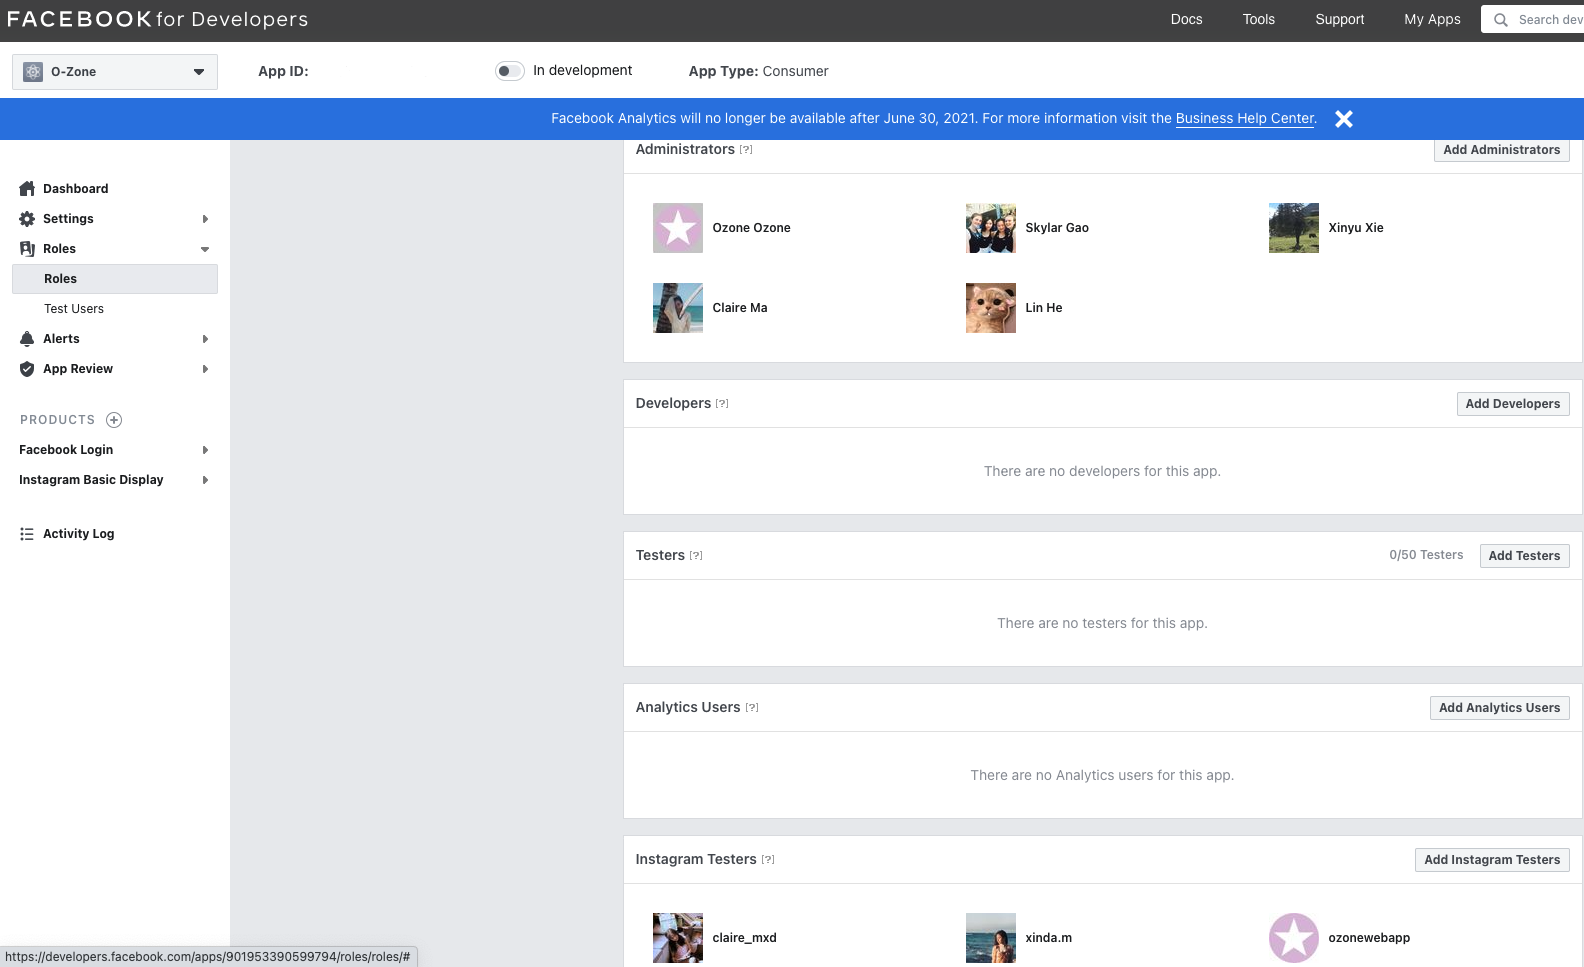 FACEBOOK for Developers
Docs Tools Support My Apps Search dev
O-Zone App ID: In development App Type: Consumer
Facebook Analytics will no longer be available after June 30, 2021. For more information visit the Business Help Center.
Administrators [?] Add Administrators
Dashboard
Settings
Roles
Roles
Test Users
Alerts
App Review
PRODUCTS
Facebook Login
Instagram Basic Display
Activity Log
Ozone Ozone Skylar Gao Xinyu Xie
Claire Ma Lin He
Developers [?] Add Developers
There are no developers for this app.
Testers [?] 0/50 Testers Add Testers
There are no testers for this app.
Analytics Users [?] Add Analytics Users
There are no Analytics users for this app.
Instagram Testers [?] Add Instagram Testers
claire_mxd xinda.m ozonewebapp
https://developers.facebook.com/apps/901953390599794/roles/roles/#